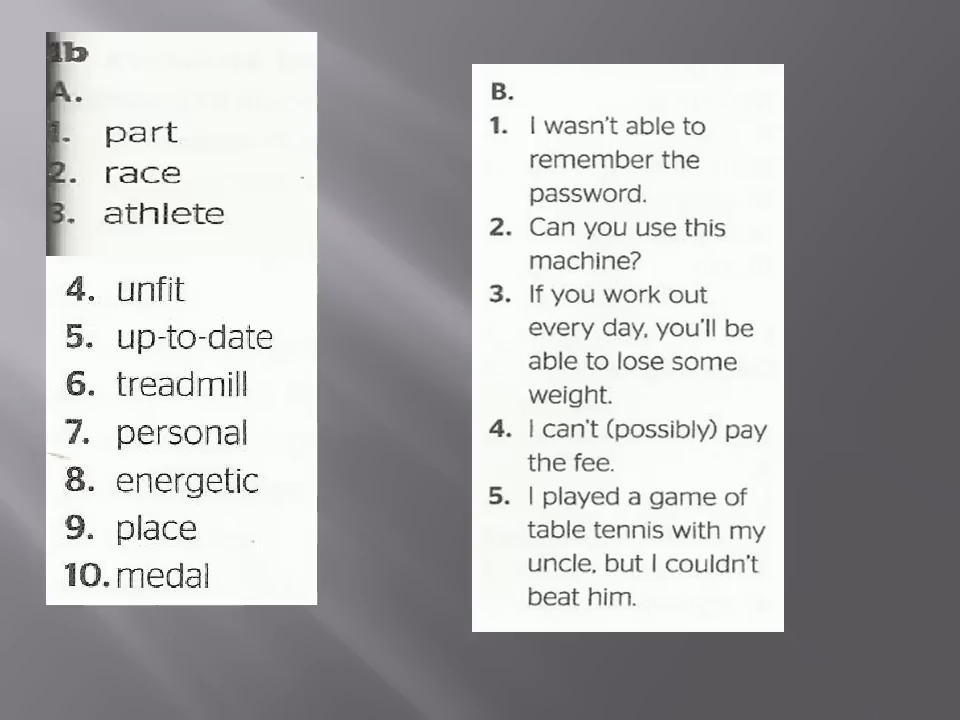 1b
A.
1. part
2. race
3. athlete
4. unfit
5. up-to-date
6. treadmill
7. personal
8. energetic
9. place
10. medal
B.
1. I wasn't able to
remember the
password.
2. Can you use this
machine?
3. If you work out
every day, you'll be
able to lose some
weight.
4. I can't (possibly) pay
the fee.
5. I played a game of
table tennis with my
uncle, but I couldn't
beat him.